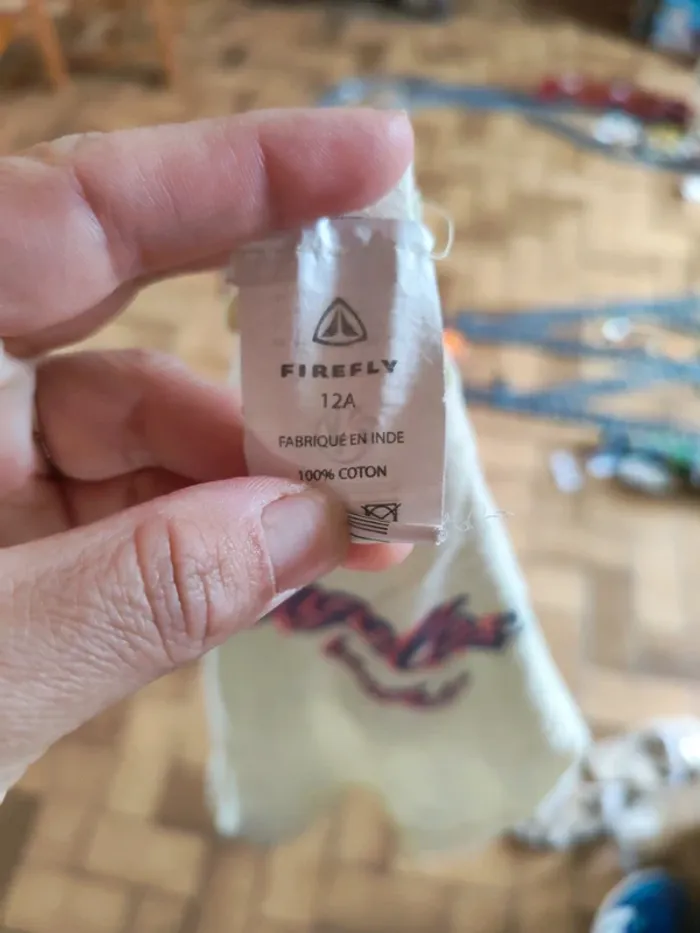 FIREFLY
12A
FABRIQUÉ EN INDE
100% COTON